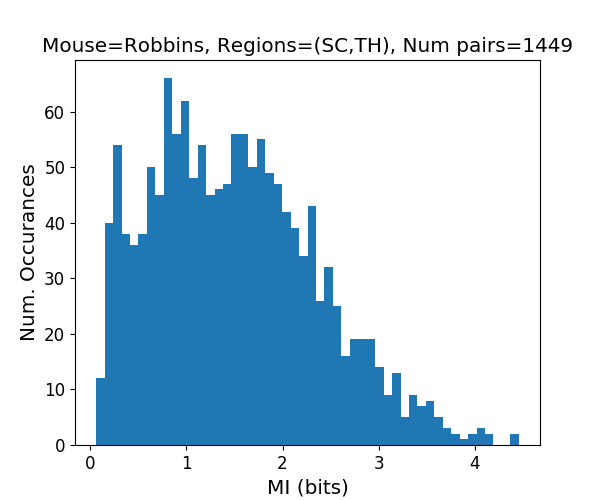 Mouse=Robbins, Regions=(SC,TH), Num pairs=1449
60
50
40
30
20
10
0
Num. Occurances
0 1 2 3 4
MI (bits)